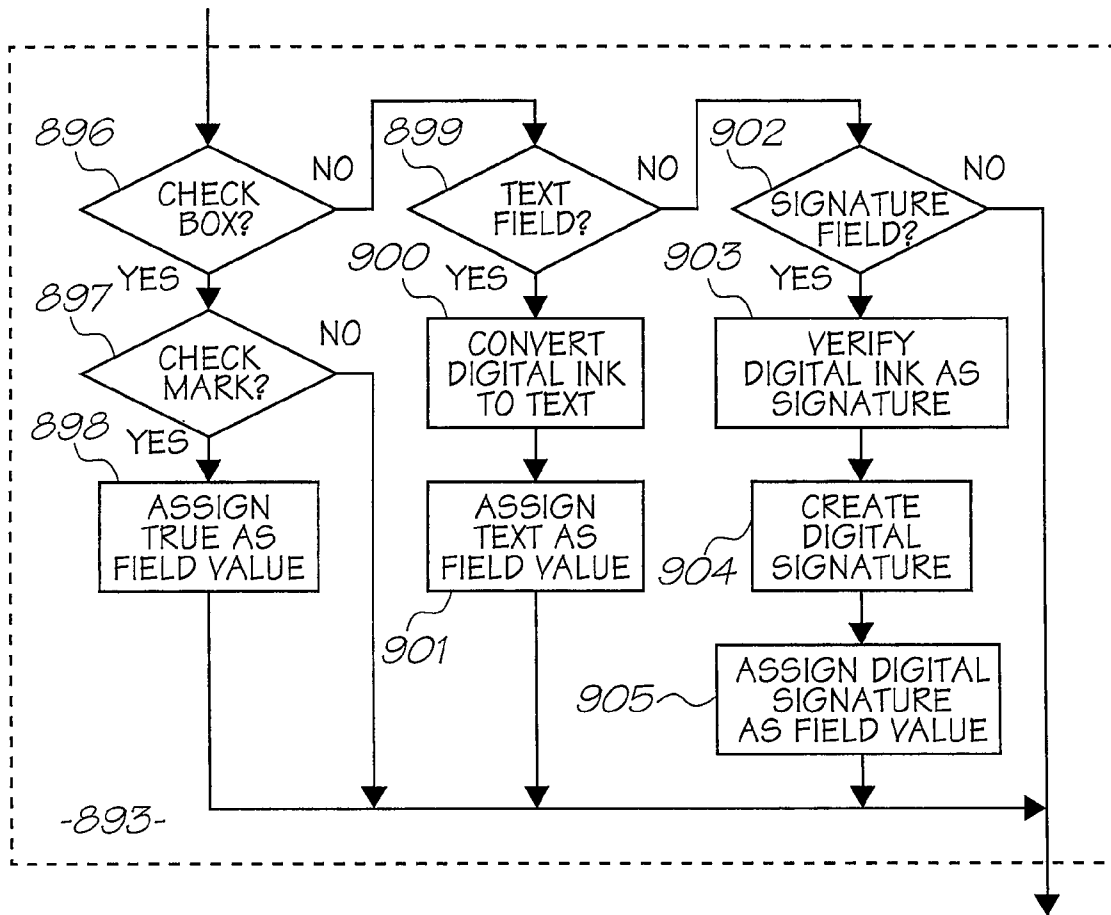 896
CHECK
BOX?
NO
YES
897
CHECK
MARK?
NO
YES
898
ASSIGN
TRUE AS
FIELD VALUE
899
TEXT
FIELD?
NO
YES
900
CONVERT
DIGITAL INK
TO TEXT
ASSIGN
TEXT AS
FIELD VALUE
901
902
SIGNATURE
FIELD?
NO
YES
903
VERIFY
DIGITAL INK AS
SIGNATURE
CREATE
DIGITAL
SIGNATURE
904
905
ASSIGN DIGITAL
SIGNATURE
AS FIELD VALUE
-893-